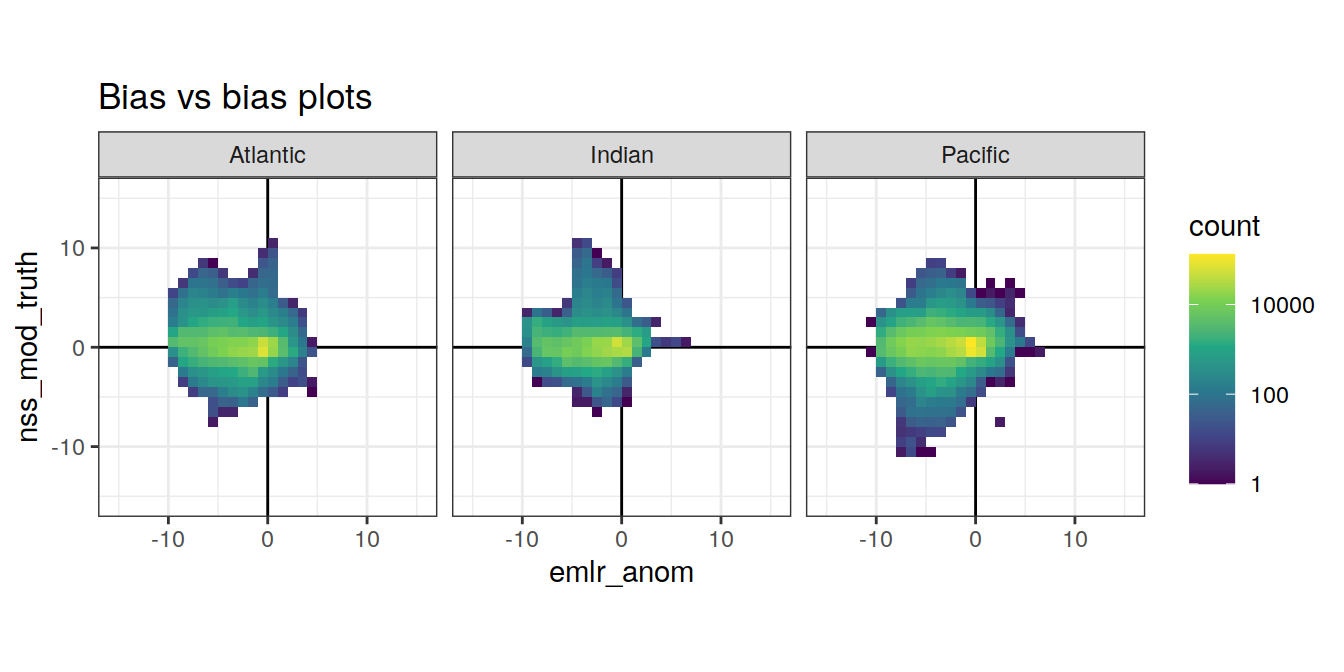 Bias vs bias plots
Atlantic
Indian
Pacific
nss_mod_truth
10
0
-10
-10 0 10
-10 0 10
-10 0 10
emlr_anom
count
10000
100
1